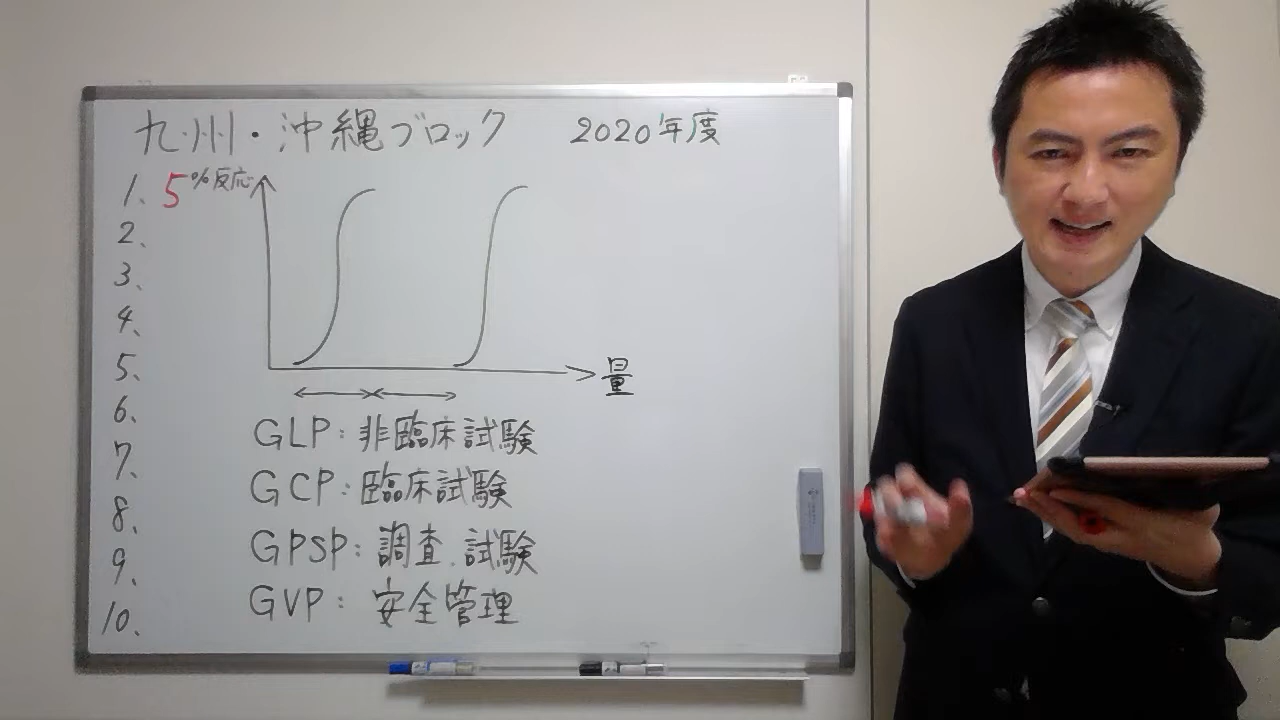 九州・沖縄ブロック 2020年度
1、5 %反応
2、
3、
4、
5、
量
6、
GLP：非臨床試験
7、
GCP：臨床試験
8、
GPSP：調査、試験
9、
GVP：安全管理
10、